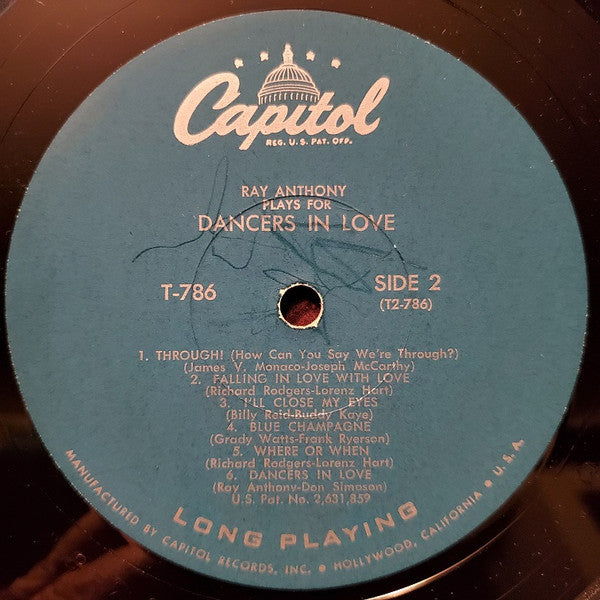 Capitol
REG. U.S. PAT. OFF.
RAY ANTHONY
PLAYS FOR
DANCERS IN LOVE
T-786
SIDE 2
(T2-786)
1. THROUGH! (How Can You Say We're Through?)
(James V. Monaco-Joseph McCarthy)
2. FALLING IN LOVE WITH LOVE
(Richard Rodgers-Lorenz Hart)
3. I'LL CLOSE MY EYES
(Billy Reid-Buddy Kaye)
4. BLUE CHAMPAGNE
(Grady Watts-Frank Ryerson)
5. WHERE OR WHEN
(Richard Rodgers-Lorenz Hart)
6. DANCERS IN LOVE
(Ray Anthony-Don Simpson)
U.S. Pat. No. 2,631,859
LONG PLAYING
MANUFACTURED BY CAPITOL RECORDS, INC. • HOLLYWOOD, CALIFORNIA • U.S.A.